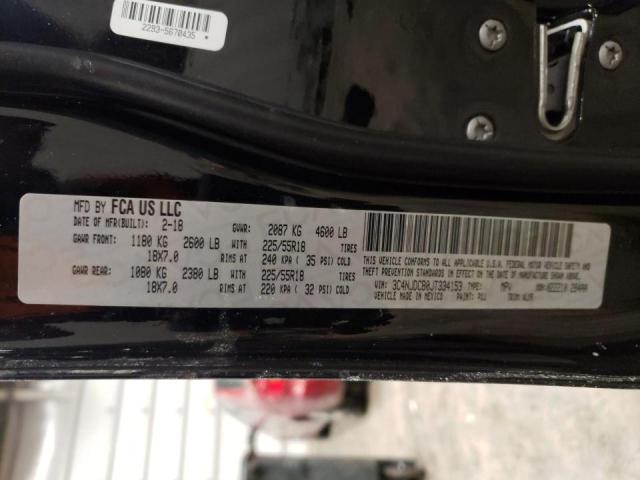 2293-5670435 *
MFD BY FCA US LLC
DATE OF MFR(BUILT): 2-18 GVWR: 2087 KG 4600 LB
GAWR FRONT: 1180 KG 2600 LB WITH 225/55R18 TIRES
18X7.0 RIMS AT 240 KPA ( 35 PSI) COLD
GAWR REAR: 1080 KG 2380 LB WITH 225/55R18 TIRES
18X7.0 RIMS AT 220 KPA ( 32 PSI) COLD
THIS VEHICLE CONFORMS TO ALL APPLICABLE U.S.A. FEDERAL MOTOR VEHICLE SAFETY AND
THEFT PREVENTION STANDARDS IN EFFECT ON THE DATE OF MANUFACTURE SHOWN ABOVE.
VIN: 3C4NJDCB0JT334153 TYPE: MPV
VEHICLE MADE IN MEXICO PAINT: TRIM: